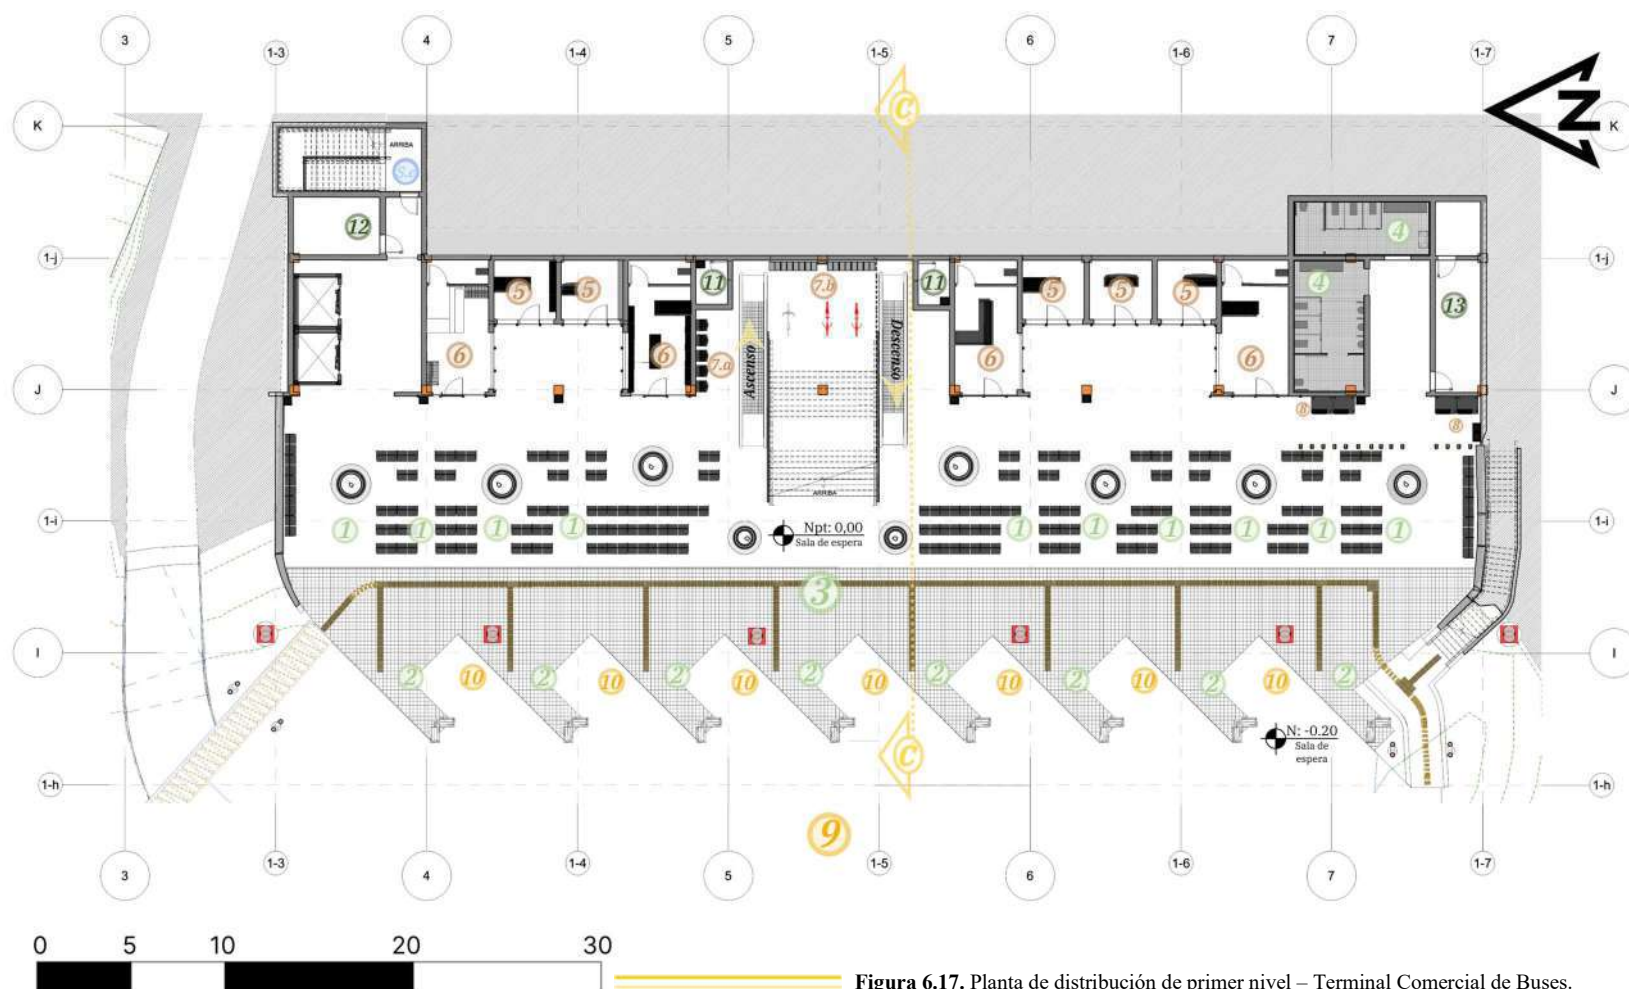 3 4 5 6 7
1-3 1-4 1-5 1-6 1-7
C
N
K K
ARRIBA
S.e
12 4
1-j 1-j
5 5 11 7.b 11 5 5 5 4 13
6 6 7.a Ascenso Descenso 6 6
J J
8 8
ARRIBA
1-i 1-i
1 1 1 1 Npt: 0,00 1 1 1 1 1 1
Sala de espera
3
I I
2 10 2 10 2 10 2 10 2 10 2 10 2 10 2
N: -0.20
Sala de
espera
C
1-h 1-h
9
1-3 1-4 1-5 1-6 1-7
3 4 5 6 7
0 5 10 20 30
Figura 6.17. Planta de distribución de primer nivel – Terminal Comercial de Buses.